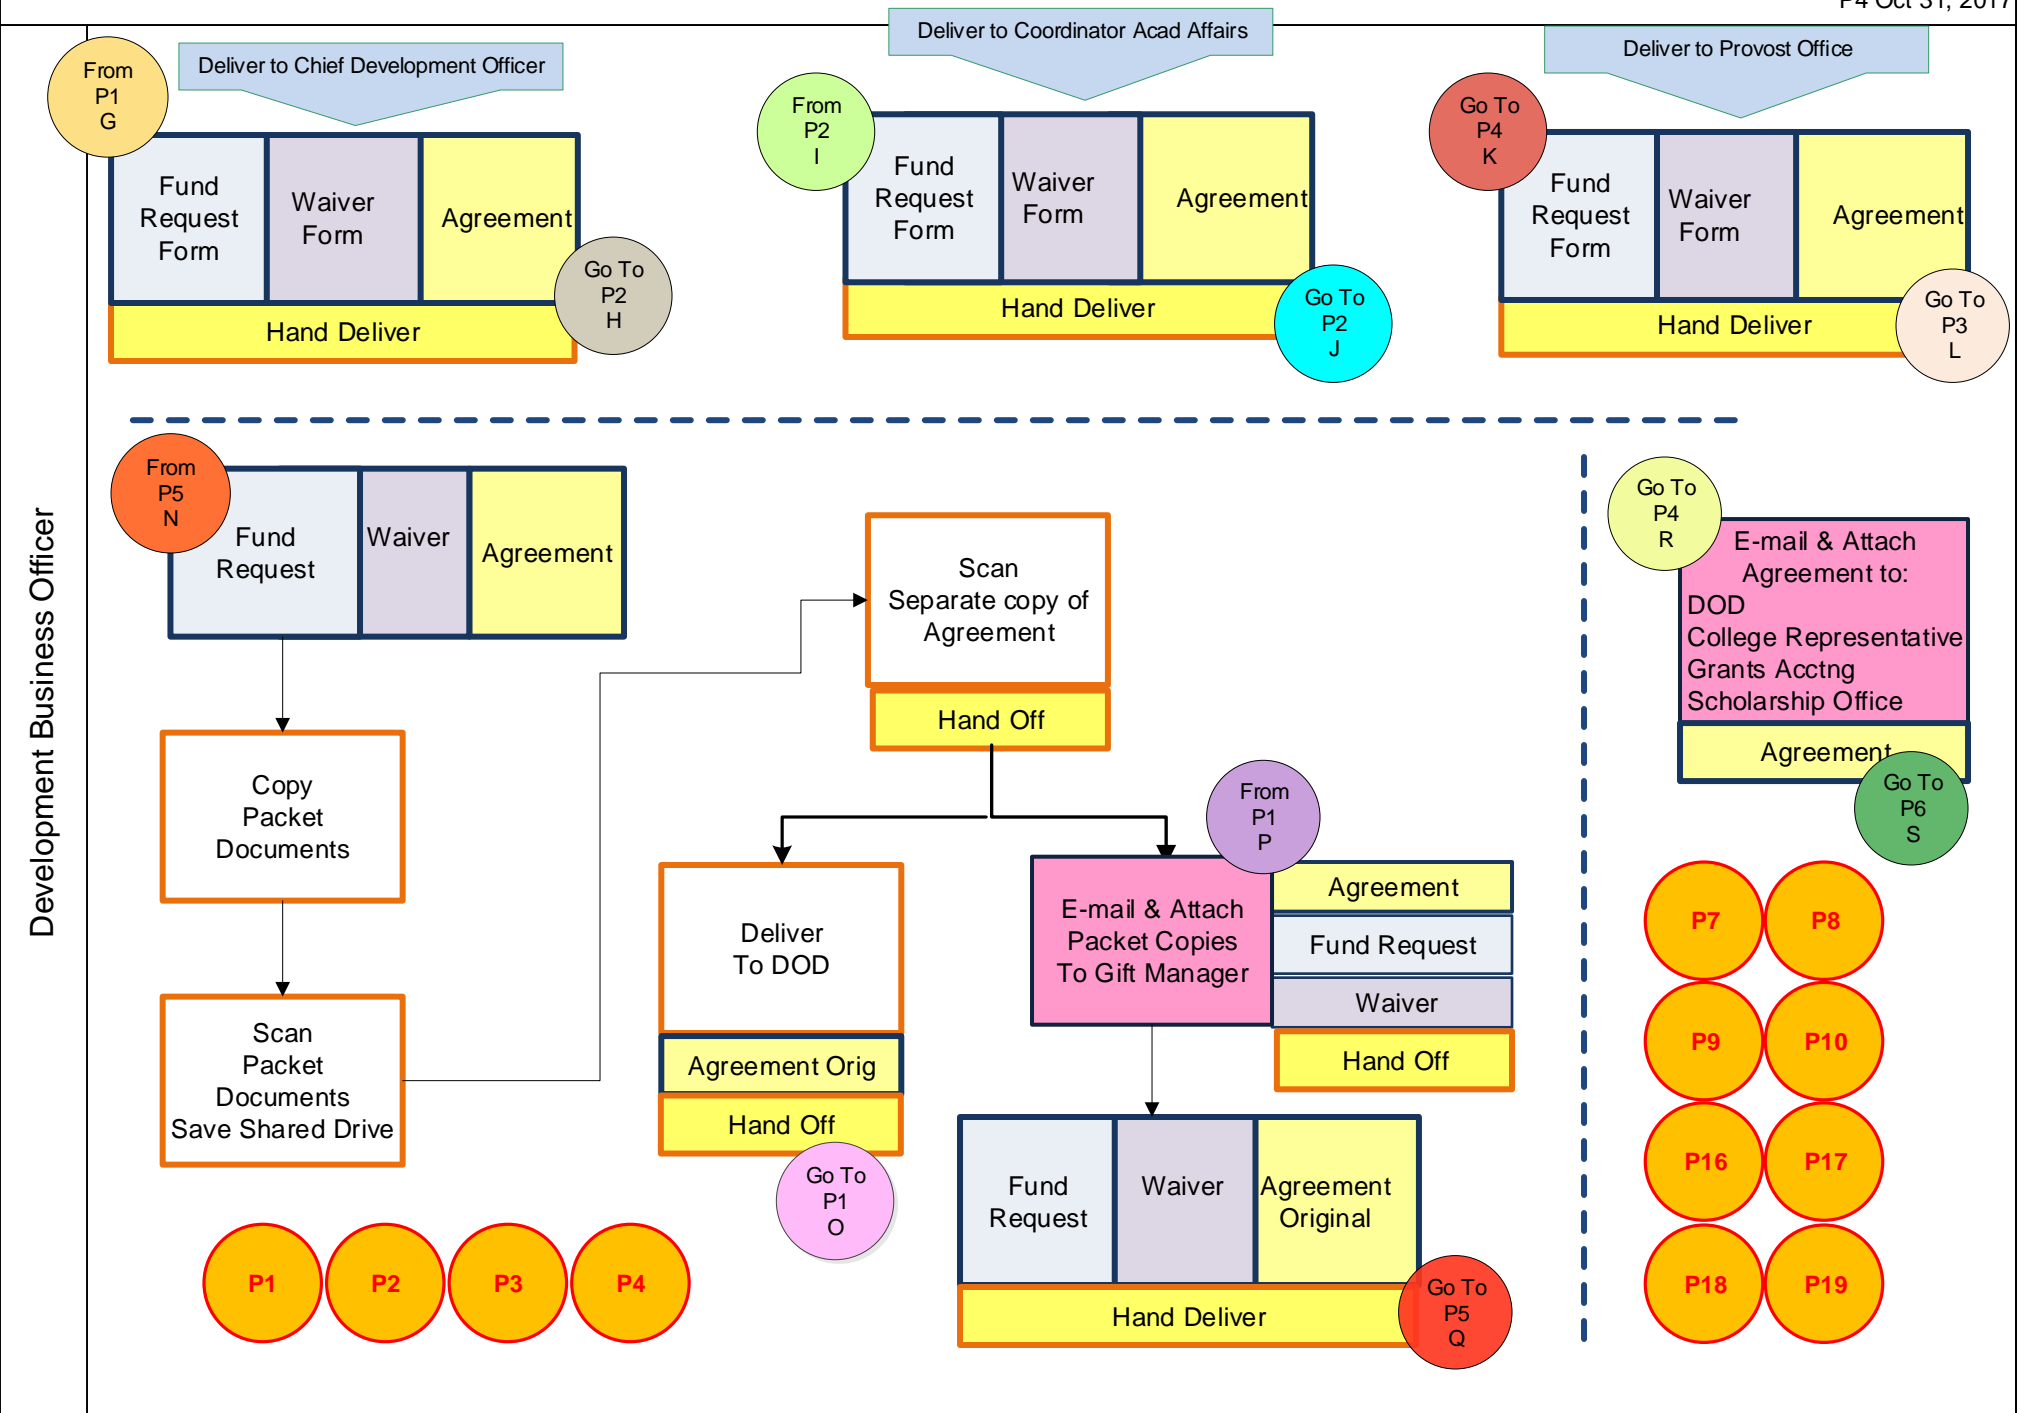 P4 Oct 31, 2017
Deliver to Chief Development Officer
Deliver to Coordinator Acad Affairs
Deliver to Provost Office
From
P1
G
Fund
Request
Form
Waiver
Form
Agreement
Hand Deliver
Go To
P2
H
From
P2
I
Fund
Request
Form
Waiver
Form
Agreement
Hand Deliver
Go To
P2
J
Go To
P4
K
Fund
Request
Form
Waiver
Form
Agreement
Hand Deliver
Go To
P3
L
Development Business Officer
From
P5
N
Fund
Request
Waiver
Agreement
Copy
Packet
Documents
Scan
Packet
Documents
Save Shared Drive
Scan
Separate copy of
Agreement
Hand Off
Deliver
To DOD
Agreement Orig
Hand Off
Go To
P1
O
From
P1
P
E-mail & Attach
Packet Copies
To Gift Manager
Agreement
Fund Request
Waiver
Hand Off
Fund
Request
Waiver
Agreement
Original
Hand Deliver
Go To
P5
Q
Go To
P4
R
E-mail & Attach
Agreement to:
DOD
College Representative
Grants Acctng
Scholarship Office
Agreement
Go To
P6
S
P1
P2
P3
P4
P7
P8
P9
P10
P16
P17
P18
P19